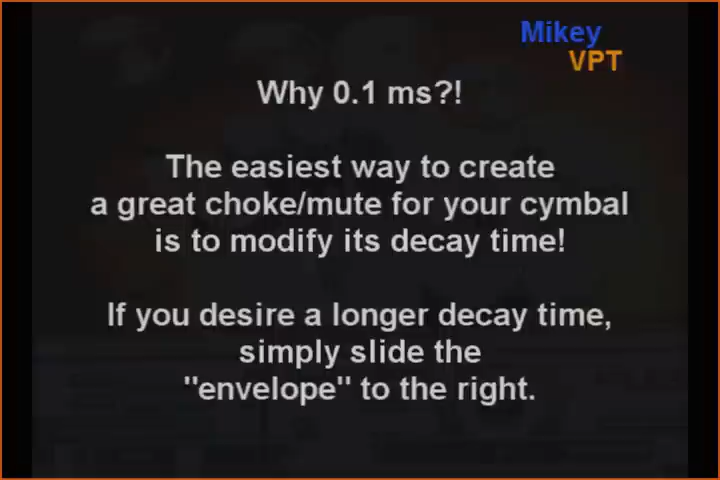 Mikey
VPT
Why 0.1 ms?!
The easiest way to create
a great choke/mute for your cymbal
is to modify its decay time!
If you desire a longer decay time,
simply slide the
"envelope" to the right.